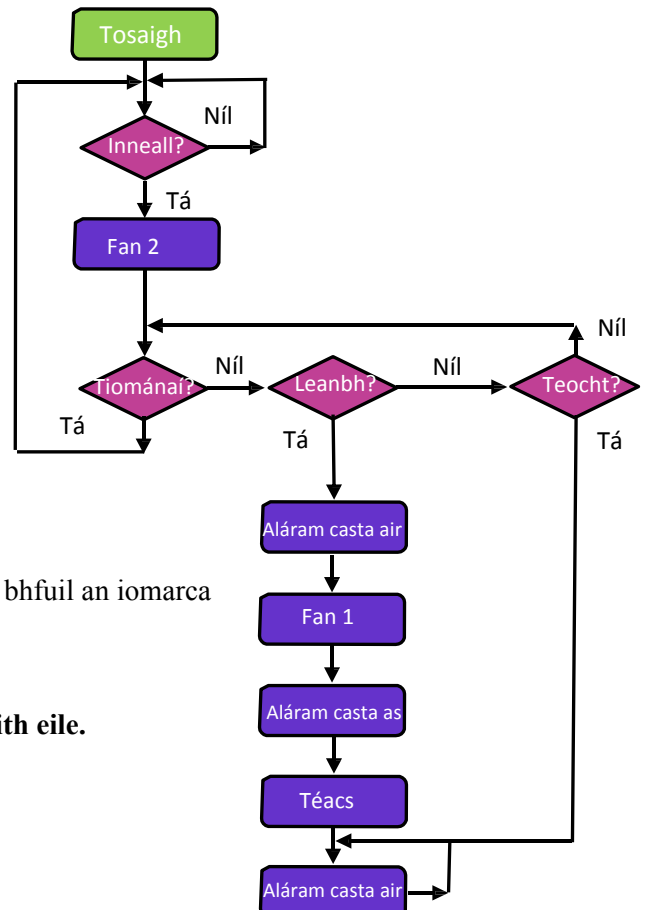 Tosaigh
Níl
Inneall?
Tá
Fan 2
Níl
Tiománaí?
Níl
Leanbh?
Níl
Teocht?
Tá
Tá
Tá
Aláram casta air
bhfuil an iomarca
Fan 1
Aláram casta as
ith eile.
Téacs
Aláram casta air